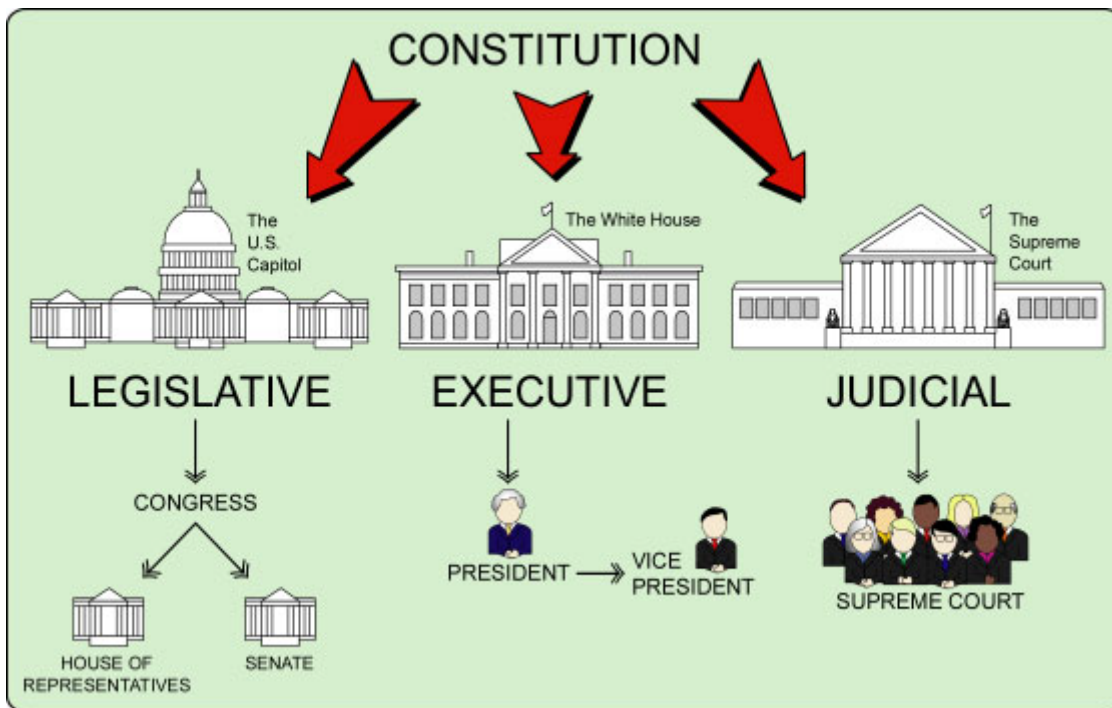 CONSTITUTION
The
U.S.
Capitol
The White House
The
Supreme
Court
LEGISLATIVE
EXECUTIVE
JUDICIAL
CONGRESS
PRESIDENT
VICE
PRESIDENT
SUPREME COURT
HOUSE OF
REPRESENTATIVES
SENATE